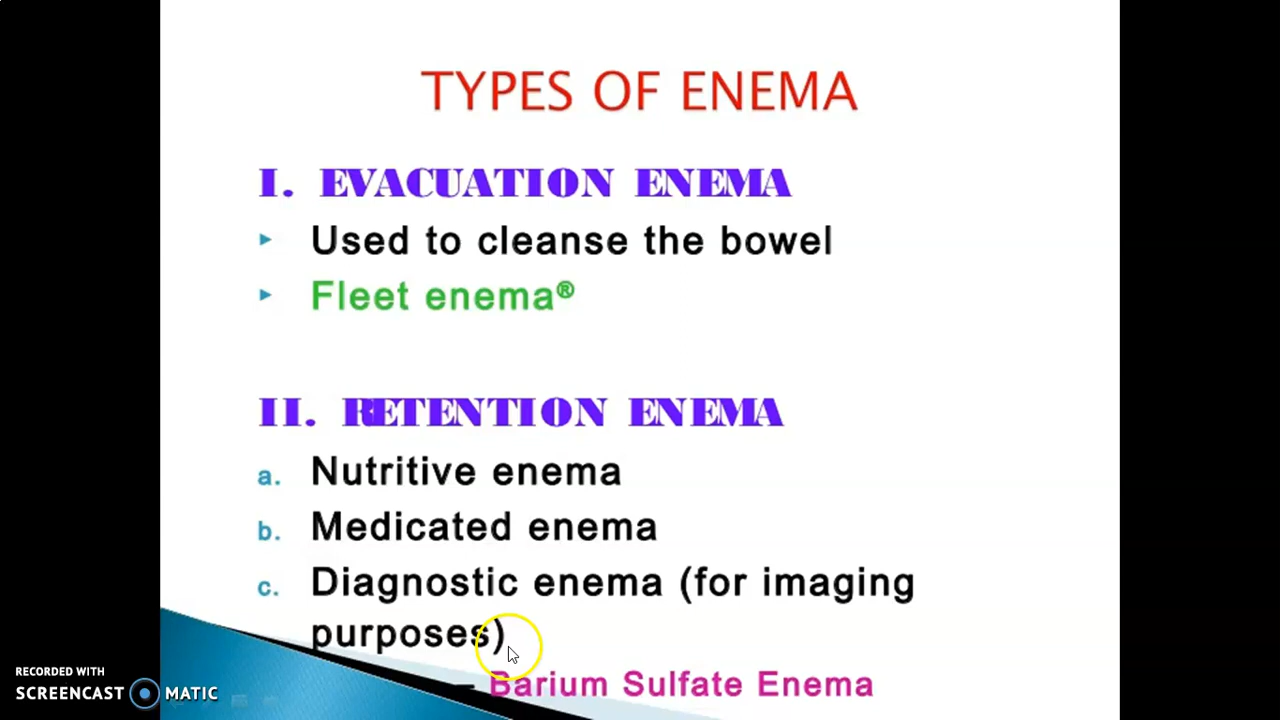 TYPES OF ENEMA
I. EVACUATION ENEMA
Used to cleanse the bowel
Fleet enema®
II. RETENTION ENEMA
a. Nutritive enema
b. Medicated enema
c. Diagnostic enema (for imaging
purposes)
– Barium Sulfate Enema
RECORDED WITH
SCREENCAST MATIC